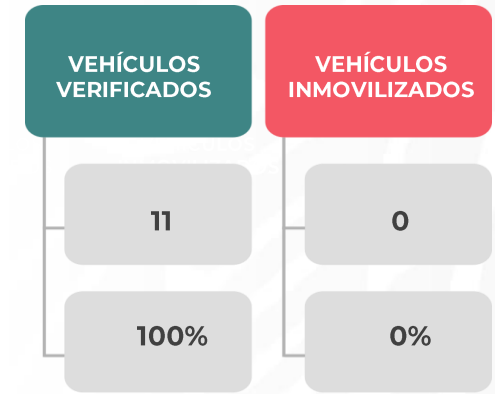 VEHÍCULOS
VERIFICADOS
11
100%
VEHÍCULOS
INMOVILIZADOS
0
0%